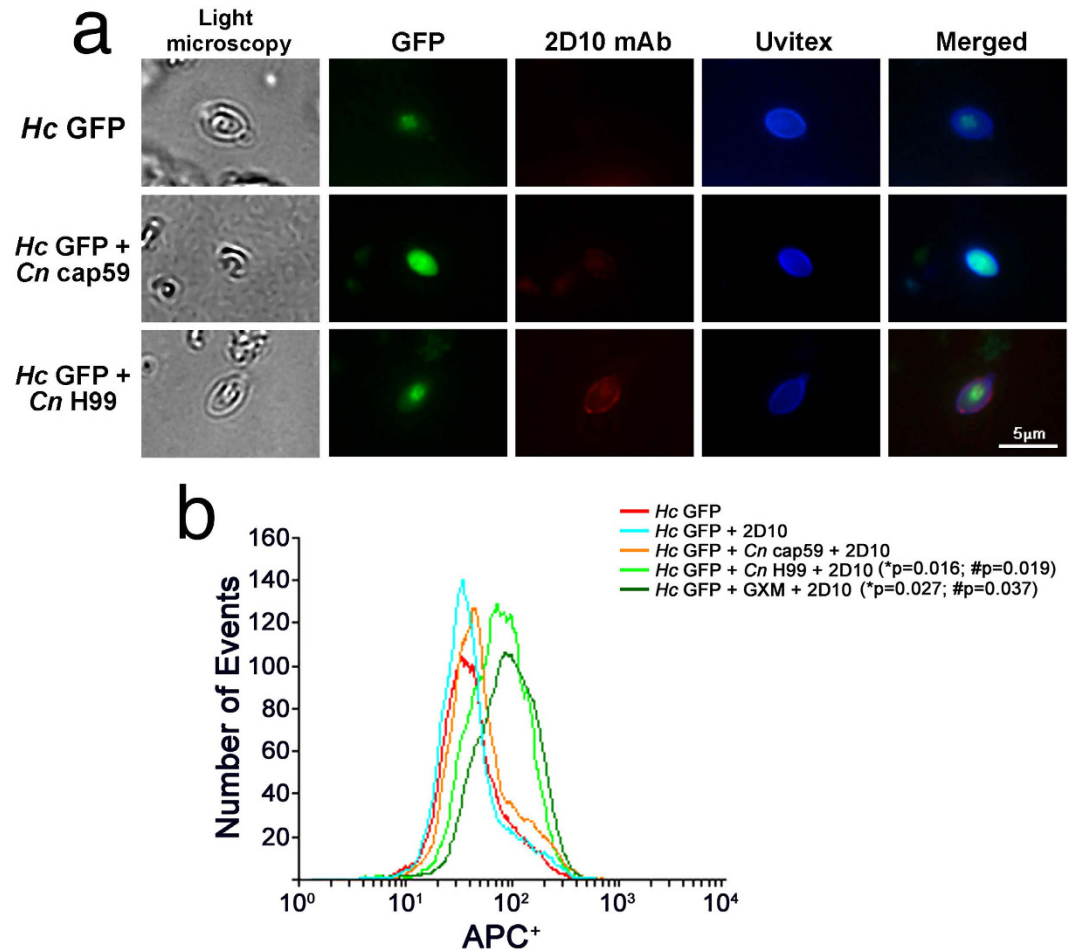 a
Light
microscopy
GFP
2D10 mAb
Uvitex
Merged
Hc GFP
Hc GFP +
Cn cap59
Hc GFP +
Cn H99
5µm
b
Hc GFP
Hc GFP + 2D10
Hc GFP + Cn cap59 + 2D10
Hc GFP + Cn H99 + 2D10 (*p=0.016; #p=0.019)
Hc GFP + GXM + 2D10 (*p=0.027; #p=0.037)
Number of Events
160
140
120
100
80
60
40
20
10⁰
10¹
10²
10³
10⁴
APC⁺